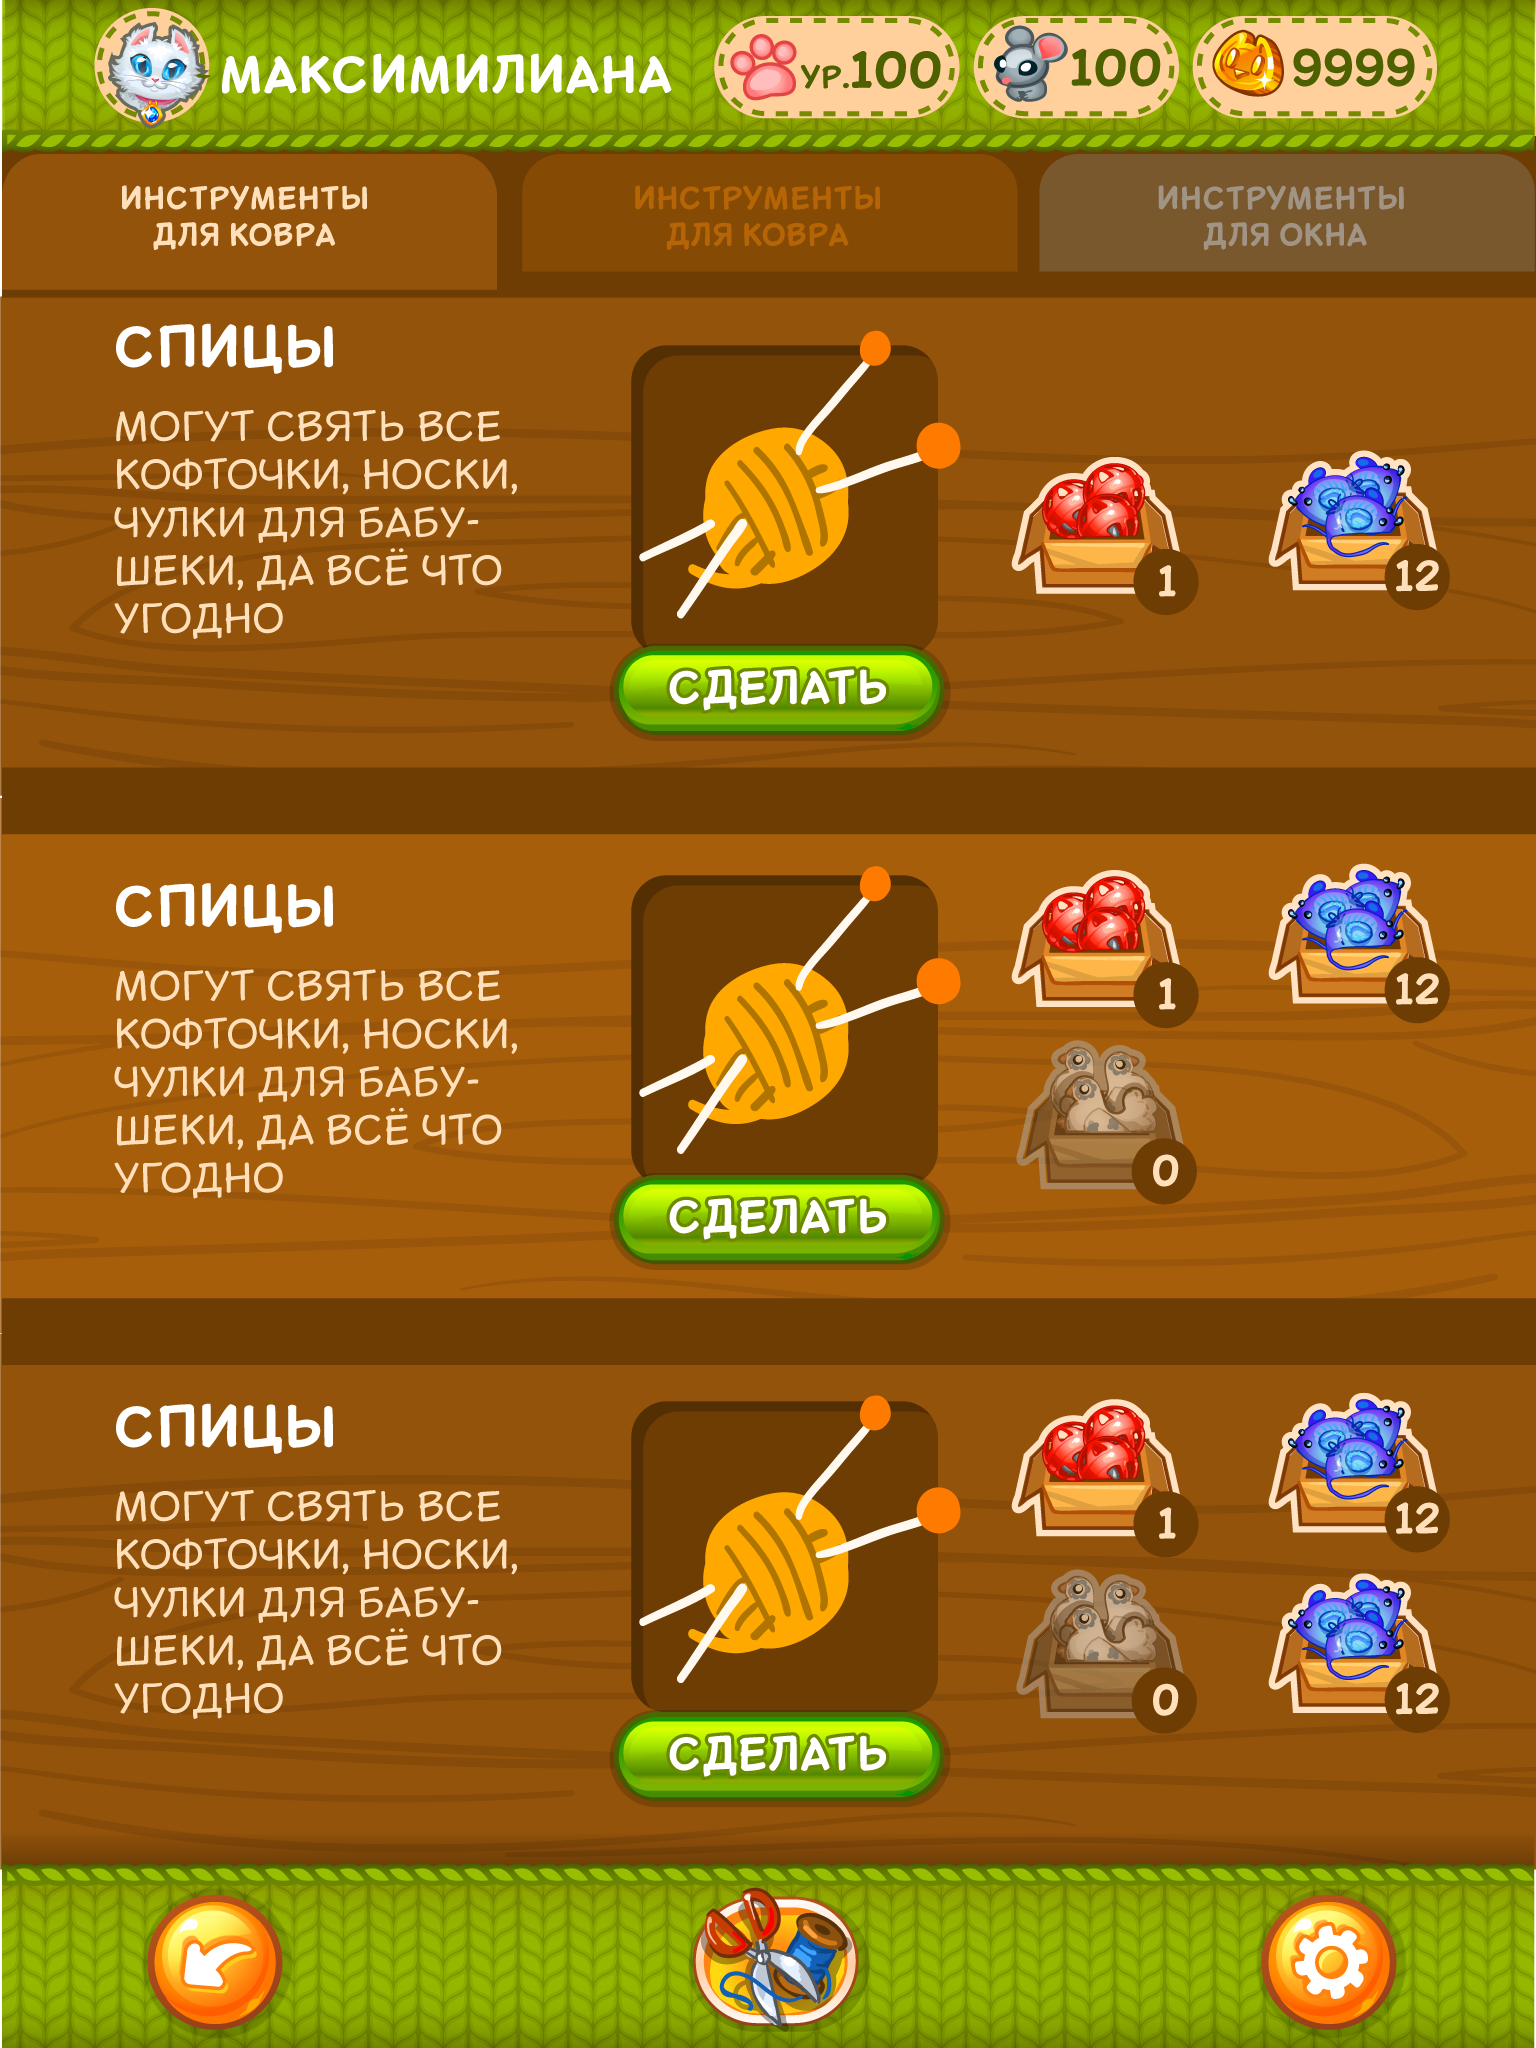 МАКСИМИЛИАНА
УР.100
100
9999
ИНСТРУМЕНТЫ
ДЛЯ КОВРА
ИНСТРУМЕНТЫ
ДЛЯ КОВРА
ИНСТРУМЕНТЫ
ДЛЯ ОКНА
СПИЦЫ
МОГУТ СВЯТЬ ВСЕ
КОФТОЧКИ, НОСКИ,
ЧУЛКИ ДЛЯ БАБУ-
ШЕКИ, ДА ВСЁ ЧТО
УГОДНО
СДЕЛАТЬ
1
12
СПИЦЫ
МОГУТ СВЯТЬ ВСЕ
КОФТОЧКИ, НОСКИ,
ЧУЛКИ ДЛЯ БАБУ-
ШЕКИ, ДА ВСЁ ЧТО
УГОДНО
СДЕЛАТЬ
1
12
0
СПИЦЫ
МОГУТ СВЯТЬ ВСЕ
КОФТОЧКИ, НОСКИ,
ЧУЛКИ ДЛЯ БАБУ-
ШЕКИ, ДА ВСЁ ЧТО
УГОДНО
СДЕЛАТЬ
1
12
0
12